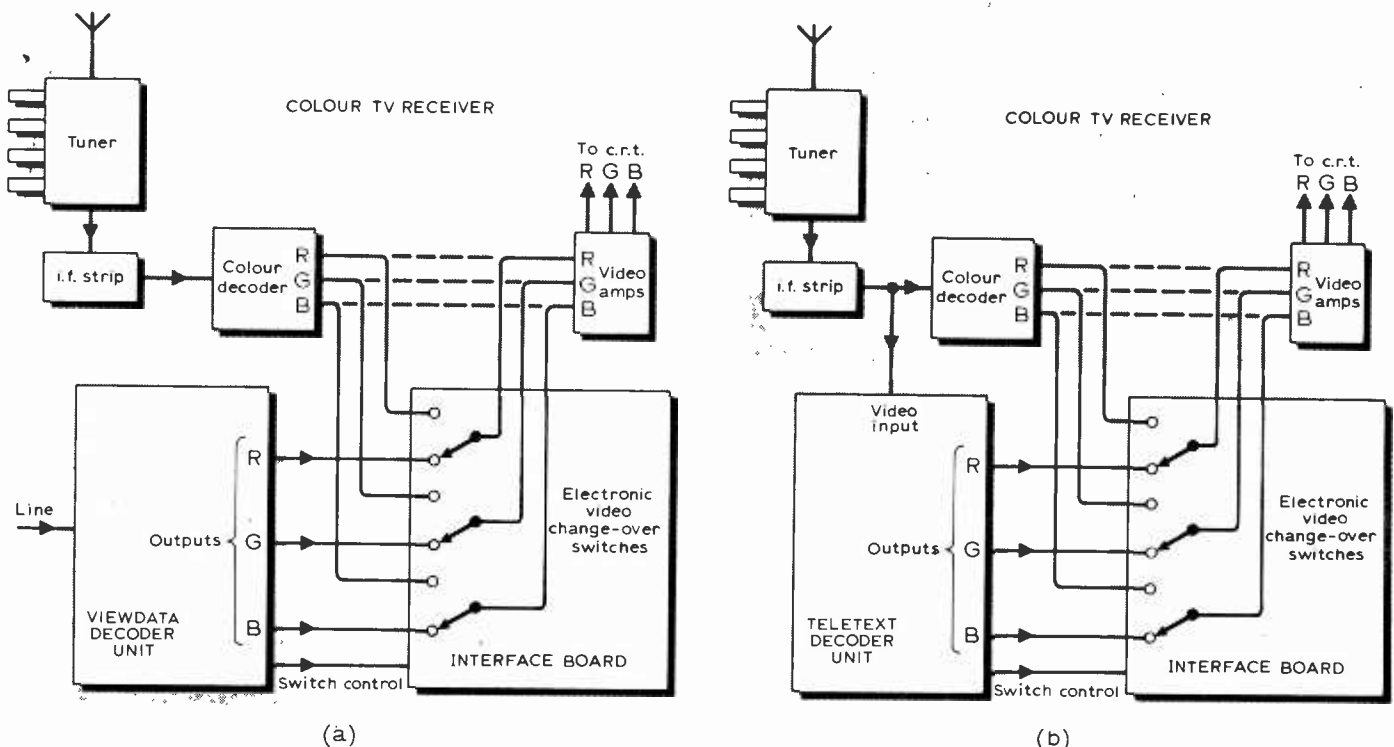 COLOUR TV RECEIVER
Tuner
To c.r.t.
R G B
i.f. strip
Colour
decoder
R
G
B
R
G
B
Video
amps
Line
Outputs
R
G
B
VIEWDATA
DECODER
UNIT
Switch control
Electronic
video
change-over
switches
INTERFACE BOARD
(a)
COLOUR TV RECEIVER
Tuner
To c.r.t.
R G B
i.f. strip
Colour
decoder
R
G
B
R
G
B
Video
amps
Video
input
Outputs
R
G
B
TELETEXT
DECODER
UNIT
Switch control
Electronic
video
change-over
switches
INTERFACE BOARD
(b)